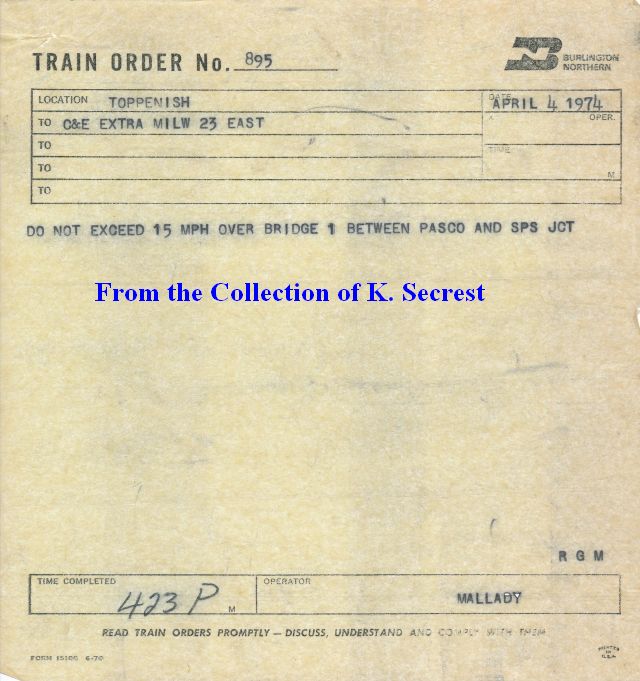 TRAIN ORDER No. 895
BURLINGTON
NORTHERN
LOCATION TOPPENISH
DATE APRIL 4 1974
TO C&E EXTRA MILW 23 EAST
OPER.
TO
TIME
TO
M
TO
DO NOT EXCEED 15 MPH OVER BRIDGE 1 BETWEEN PASCO AND SPS JCT
From the Collection of K. Secrest
R G M
TIME COMPLETED
423 P M
OPERATOR
MALLADY
READ TRAIN ORDERS PROMPTLY — DISCUSS, UNDERSTAND AND COMPLY WITH THEM
FORM 15106 6-70
PRINTED
IN
U.S.A.